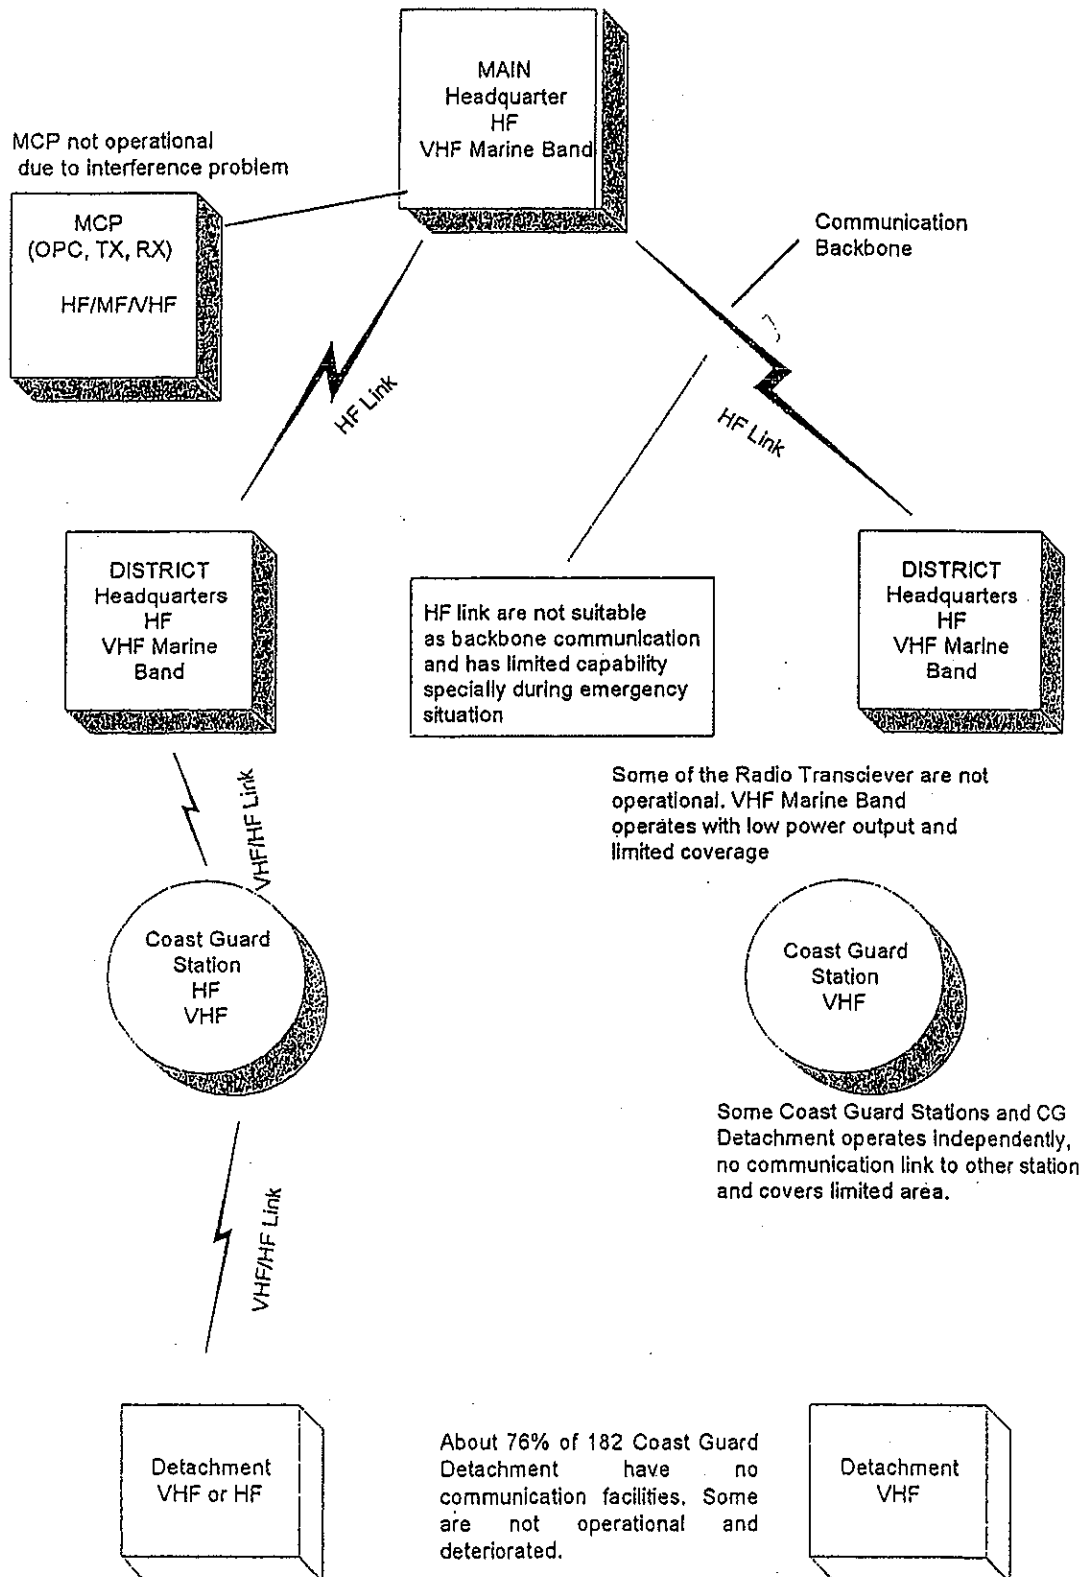 MAIN
Headquarter
HF
VHF Marine Band
MCP not operational
due to interference problem
MCP
(OPC, TX, RX)
HF/MF/VHF
Communication
Backbone
HF Link
HF Link
DISTRICT
Headquarters
HF
VHF Marine
Band
HF link are not suitable
as backbone communication
and has limited capability
specially during emergency
situation
DISTRICT
Headquarters
HF
VHF Marine
Band
Some of the Radio Transciever are not
operational. VHF Marine Band
operates with low power output and
limited coverage
VHF/HF Link
Coast Guard
Station
HF
VHF
Coast Guard
Station
VHF
Some Coast Guard Stations and CG
Detachment operates independently,
no communication link to other station
and covers limited area.
VHF/HF Link
Detachment
VHF or HF
About 76% of 182 Coast Guard
Detachment have no
communication facilities. Some
are not operational and
deteriorated.
Detachment
VHF